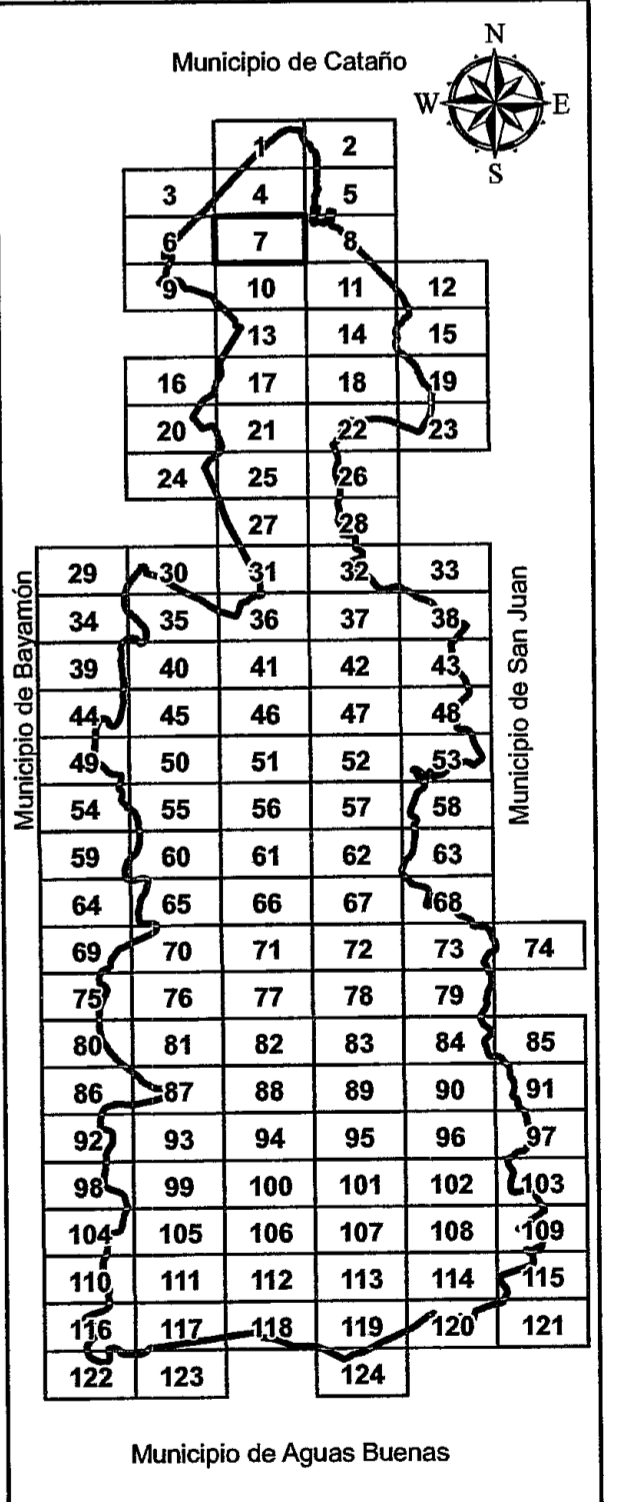 Municipio de Cataño
N
W E
S
1 2
3 4 5
6 7 8
9 10 11 12
13 14 15
16 17 18 19
20 21 22 23
24 25 26
27 28
29 30 31 32 33
34 35 36 37 38
39 40 41 42 43
44 45 46 47 48
49 50 51 52 53
54 55 56 57 58
59 60 61 62 63
64 65 66 67 68
69 70 71 72 73 74
75 76 77 78 79
80 81 82 83 84 85
86 87 88 89 90 91
92 93 94 95 96 97
98 99 100 101 102 103
104 105 106 107 108 109
110 111 112 113 114 115
116 117 118 119 120 121
122 123 124
Municipio de Bayamón
Municipio de San Juan
Municipio de Aguas Buenas